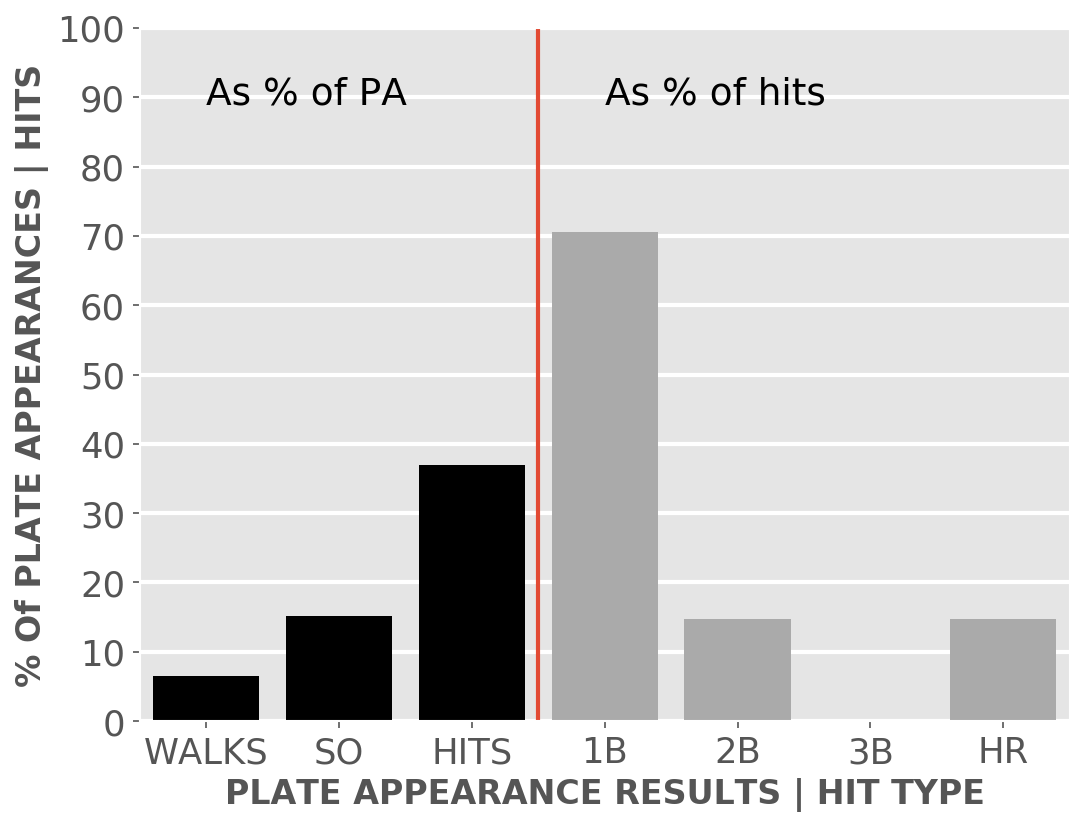 % Of PLATE APPEARANCES | HITS
100
90
80
70
60
50
40
30
20
10
0
As % of PA
As % of hits
WALKS SO HITS 1B 2B 3B HR
PLATE APPEARANCE RESULTS | HIT TYPE